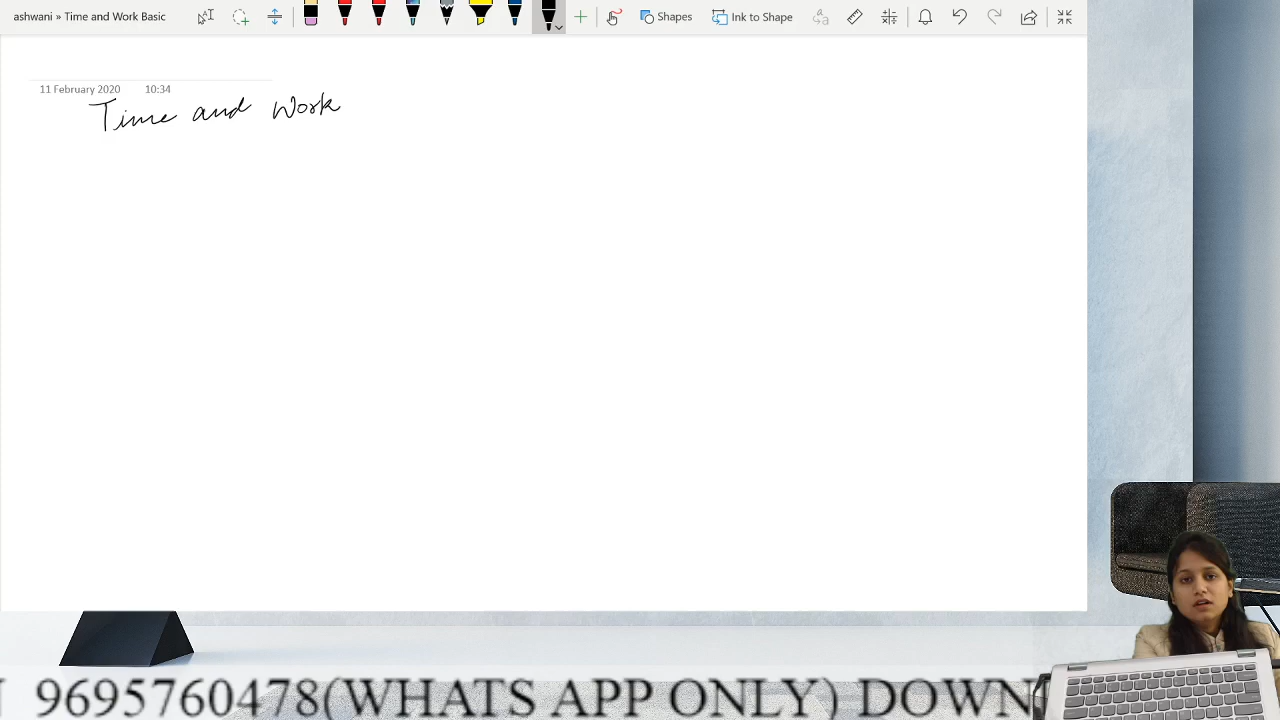 ashwani » Time and Work Basic
Shapes
Ink to Shape
11 February 2020 10:34
Time and Work
9695760478(WHATS APP ONLY) DOWN